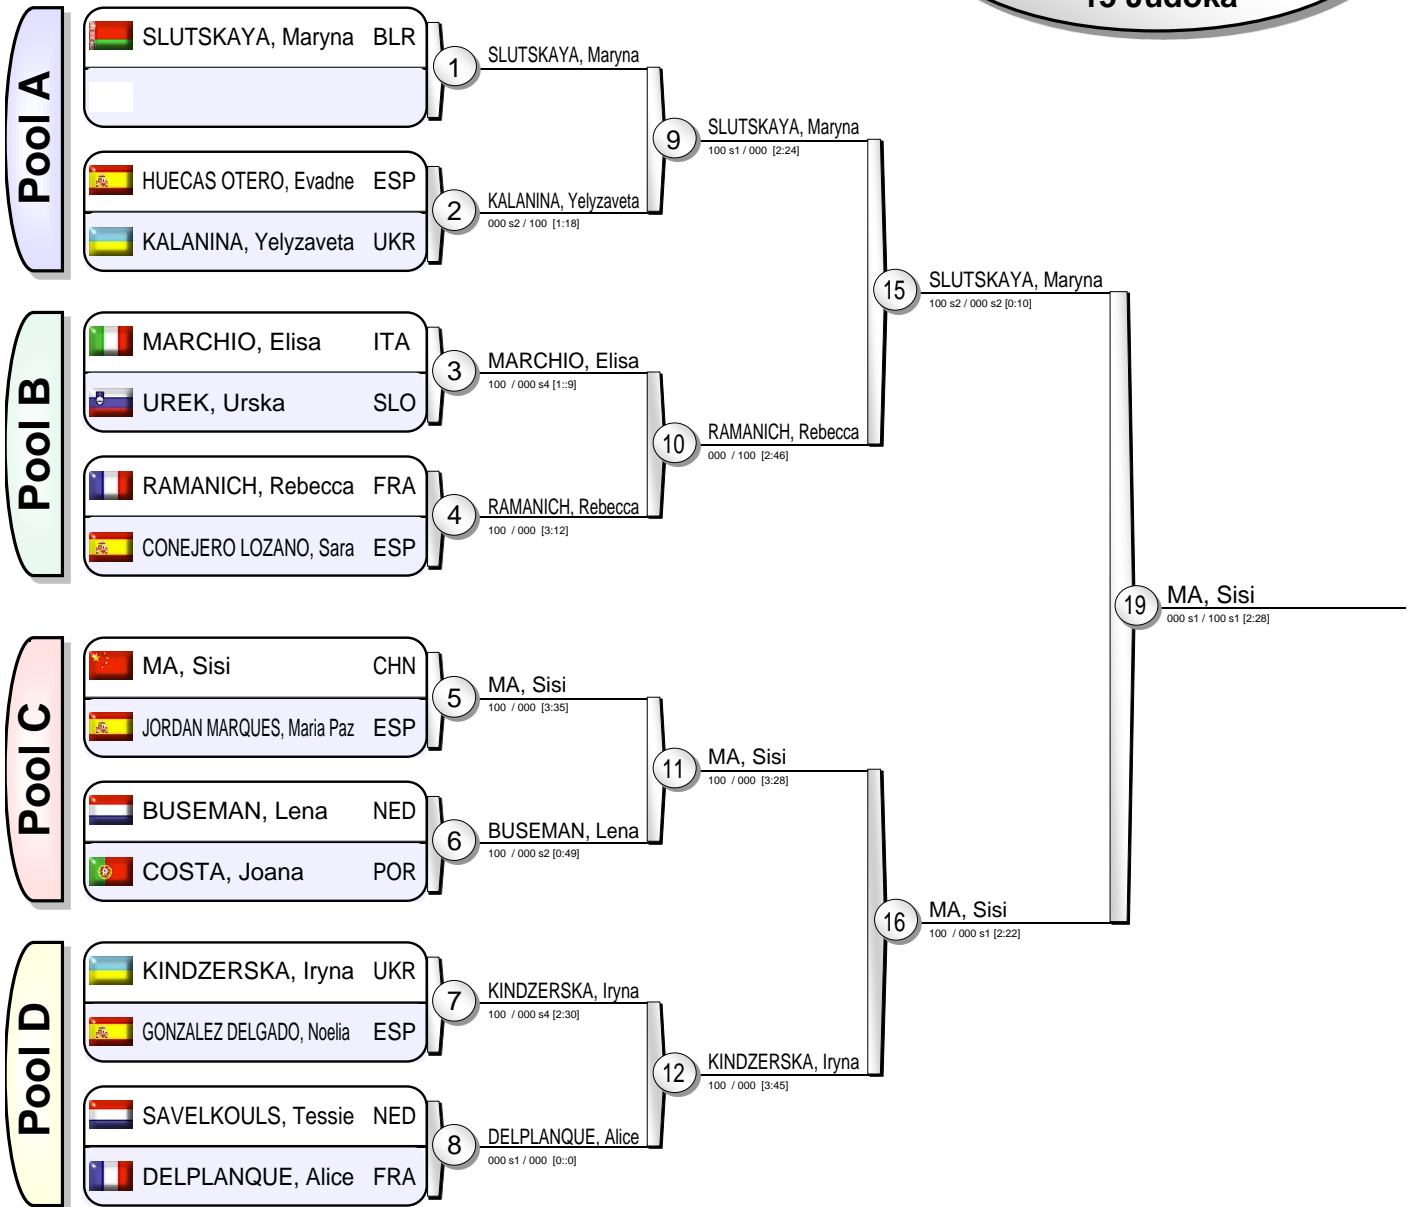 15 Judoka
Pool A
SLUTSKAYA, Maryna BLR
HUECAS OTERO, Evadne ESP
KALANINA, Yelyzaveta UKR
Pool B
MARCHIO, Elisa ITA
UREK, Urska SLO
RAMANICH, Rebecca FRA
CONEJERO LOZANO, Sara ESP
Pool C
MA, Sisi CHN
JORDAN MARQUES, Maria Paz ESP
BUSEMAN, Lena NED
COSTA, Joana POR
Pool D
KINDZERSKA, Iryna UKR
GONZALEZ DELGADO, Noelia ESP
SAVELKOULS, Tessie NED
DELPLANQUE, Alice FRA
1
SLUTSKAYA, Maryna
2
KALANINA, Yelyzaveta
000 s2 / 100 [1:18]
3
MARCHIO, Elisa
100 / 000 s4 [1::9]
4
RAMANICH, Rebecca
100 / 000 [3:12]
5
MA, Sisi
100 / 000 [3:35]
6
BUSEMAN, Lena
100 / 000 s2 [0:49]
7
KINDZERSKA, Iryna
100 / 000 s4 [2:30]
8
DELPLANQUE, Alice
000 s1 / 000 [0::0]
9
SLUTSKAYA, Maryna
100 s1 / 000 [2:24]
10
RAMANICH, Rebecca
000 / 100 [2:46]
11
MA, Sisi
100 / 000 [3:28]
12
KINDZERSKA, Iryna
100 / 000 [3:45]
15
SLUTSKAYA, Maryna
100 s2 / 000 s2 [0:10]
16
MA, Sisi
100 / 000 s1 [2:22]
19
MA, Sisi
000 s1 / 100 s1 [2:28]